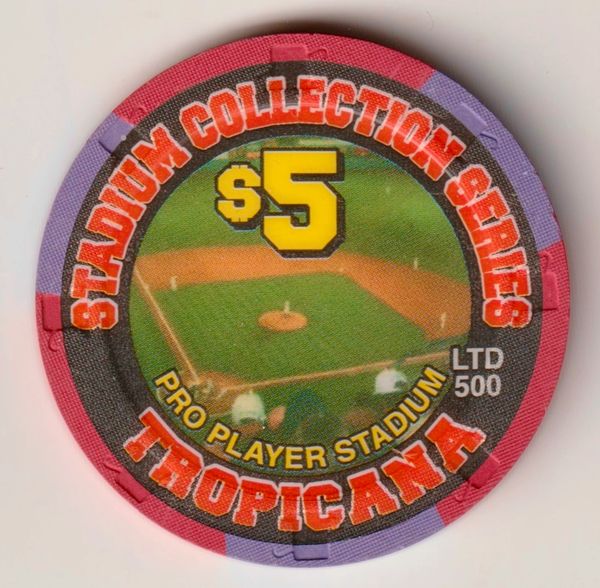 STADIUM COLLECTION SERIES
$5
LTD
500
PRO PLAYER STADIUM
TROPICANA